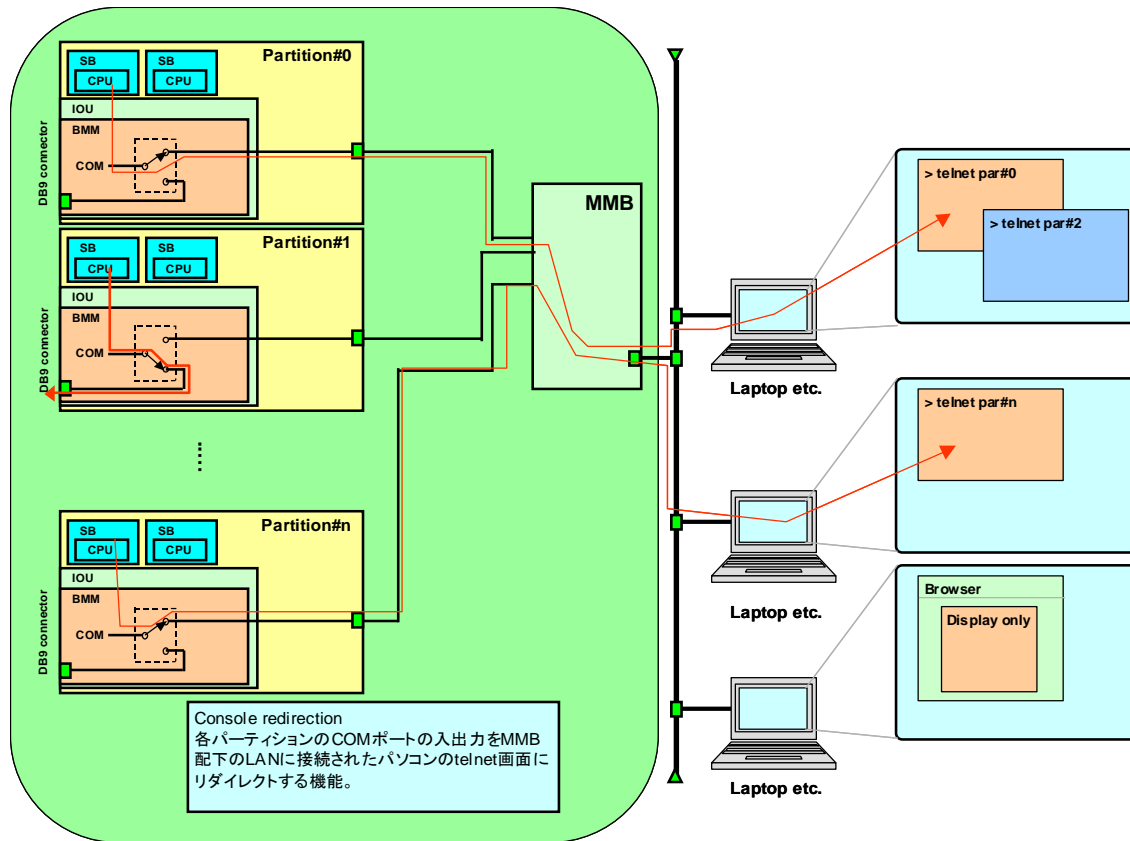 Partition#0
SB
CPU
SB
CPU
IOU
BMM
COM
DB9 connector
Partition#1
SB
CPU
SB
CPU
IOU
BMM
COM
DB9 connector
Partition#n
SB
CPU
SB
CPU
IOU
BMM
COM
DB9 connector
MMB
Console redirection
各パーティションのCOMポートの入出力をMMB
配下のLANに接続されたパソコンのtelnet画面に
リダイレクトする機能。
Laptop etc.
> telnet par#0
> telnet par#2
Laptop etc.
> telnet par#n
Laptop etc.
Browser
Display only